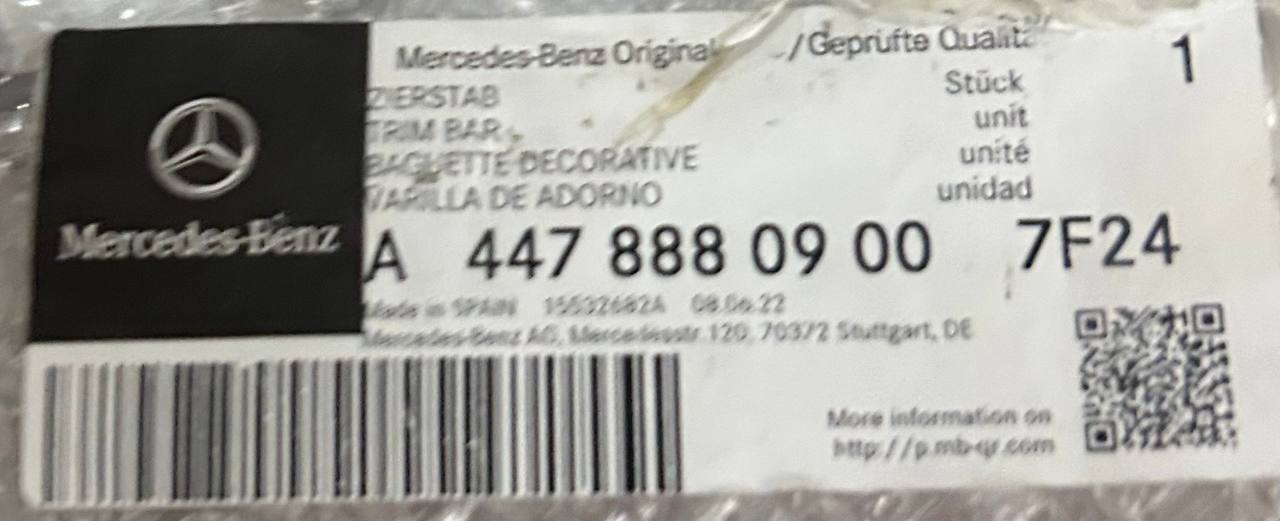 Mercedes-Benz Original /Geprüfte Qualität
1
ZIERSTAB
Stück
TRIM BAR
unit
BAGUETTE DECORATIVE
unité
VARILLA DE ADORNO
unidad
Mercedes-Benz
A 447 888 09 00 7F24
Made in SPAIN 15532682A 08.06.22
Mercedes-Benz AG, Mercedesstr.120, 70372 Stuttgart, DE
More information on
http://p.mb-qr.com